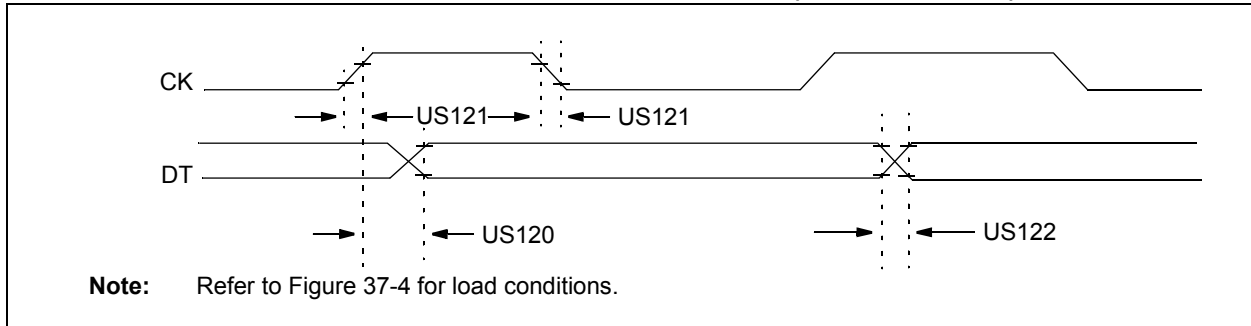 CK
US121 US121
DT
US120 US122
Note: Refer to Figure 37-4 for load conditions.